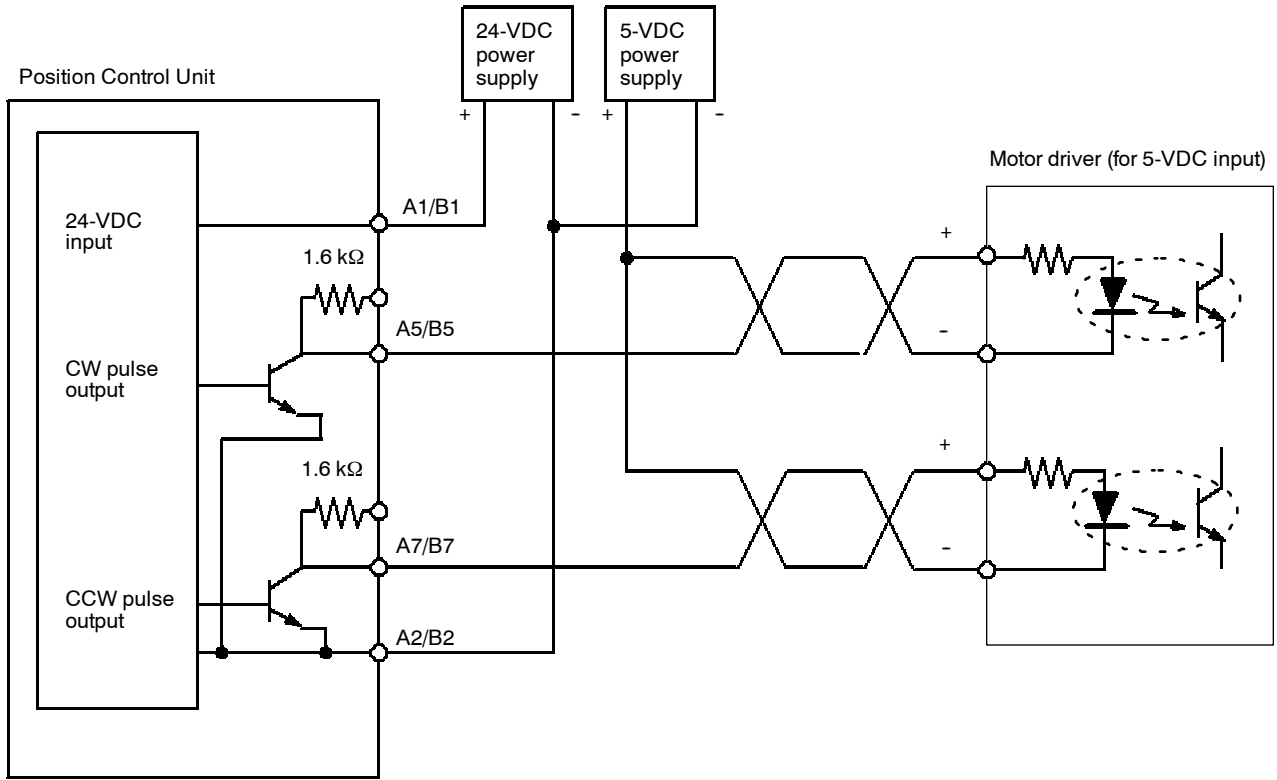 24-VDC
power
supply
5-VDC
power
supply
Position Control Unit
+
-
+
-
Motor driver (for 5-VDC input)
24-VDC
input
A1/B1
+
1.6 kΩ
A5/B5
-
CW pulse
output
+
1.6 kΩ
A7/B7
-
CCW pulse
output
A2/B2